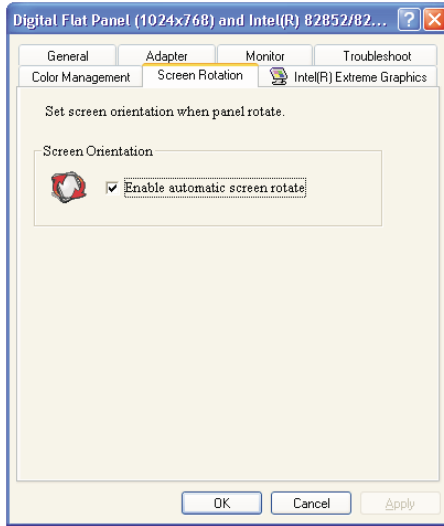 Digital Flat Panel (1024x768) and Intel(R) 82852/82...
General Adapter Monitor Troubleshoot
Color Management Screen Rotation Intel(R) Extreme Graphics
Set screen orientation when panel rotate.
Screen Orientation
Enable automatic screen rotate
OK Cancel Apply